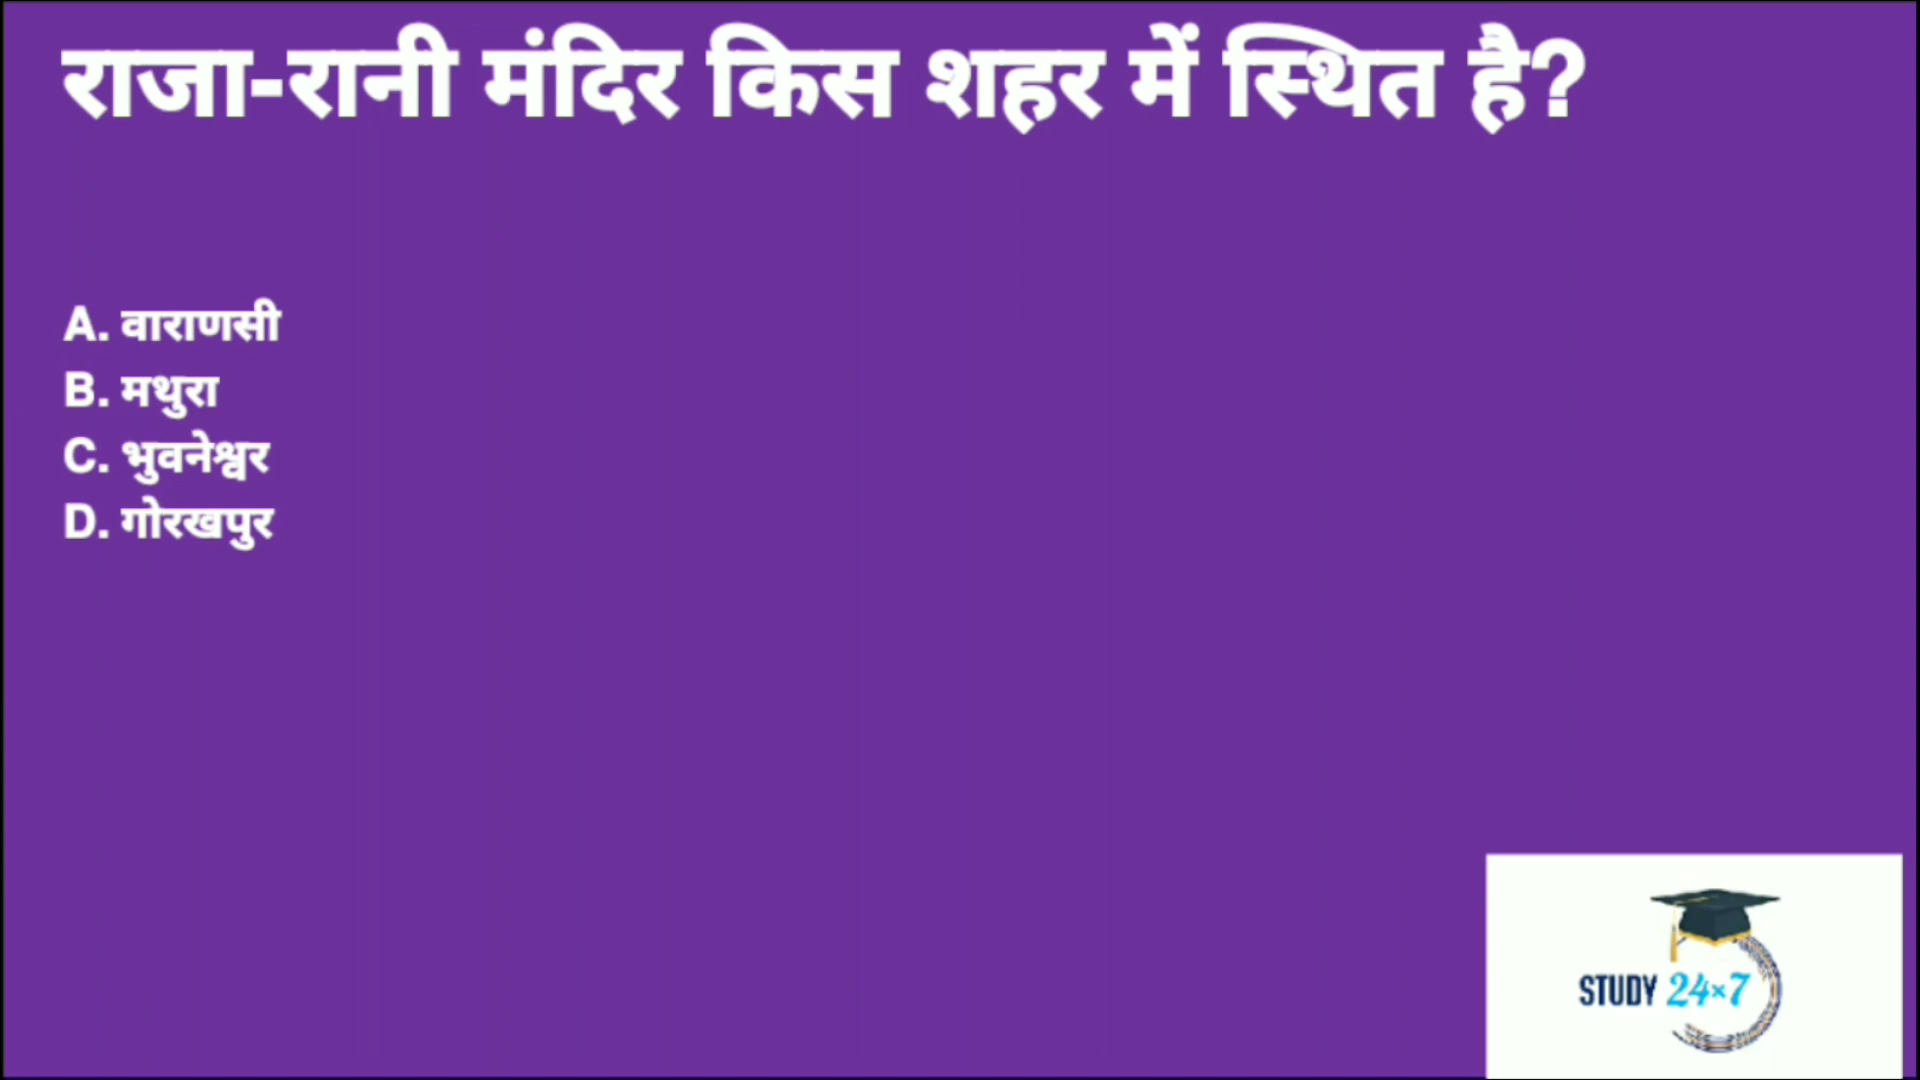 राजा-रानी मंदिर किस शहर में स्थित है?
A. वाराणसी
B. मथुरा
C. भुवनेश्वर
D. गोरखपुर
STUDY 24×7